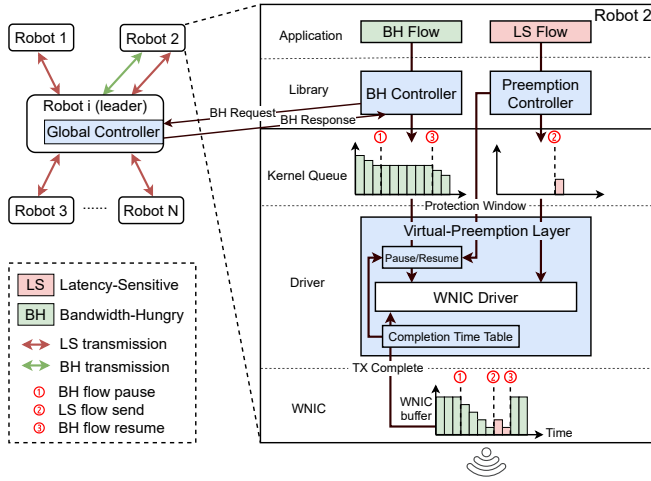 Robot 1
Robot 2
Robot i (leader)
Global Controller
Robot 3
......
Robot N
BH Request
BH Response
LS
Latency-Sensitive
BH
Bandwidth-Hungry
LS transmission
BH transmission
① BH flow pause
② LS flow send
③ BH flow resume
Robot 2
Application
BH Flow
LS Flow
Library
BH Controller
Preemption
Controller
①
③
②
Kernel Queue
Protection Window
Virtual-Preemption Layer
Pause/Resume
Driver
WNIC Driver
Completion Time Table
TX Complete
① ② ③
WNIC
WNIC
buffer
Time